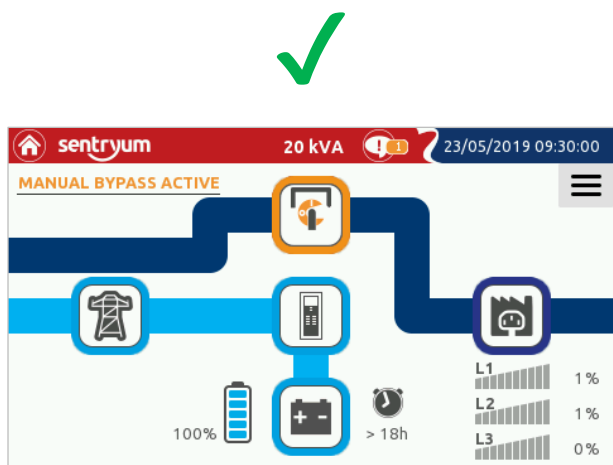 sentryum 20 kVA 1 23/05/2019 09:30:00
MANUAL BYPASS ACTIVE
L1 1%
L2 1%
100% > 18h
L3 0%